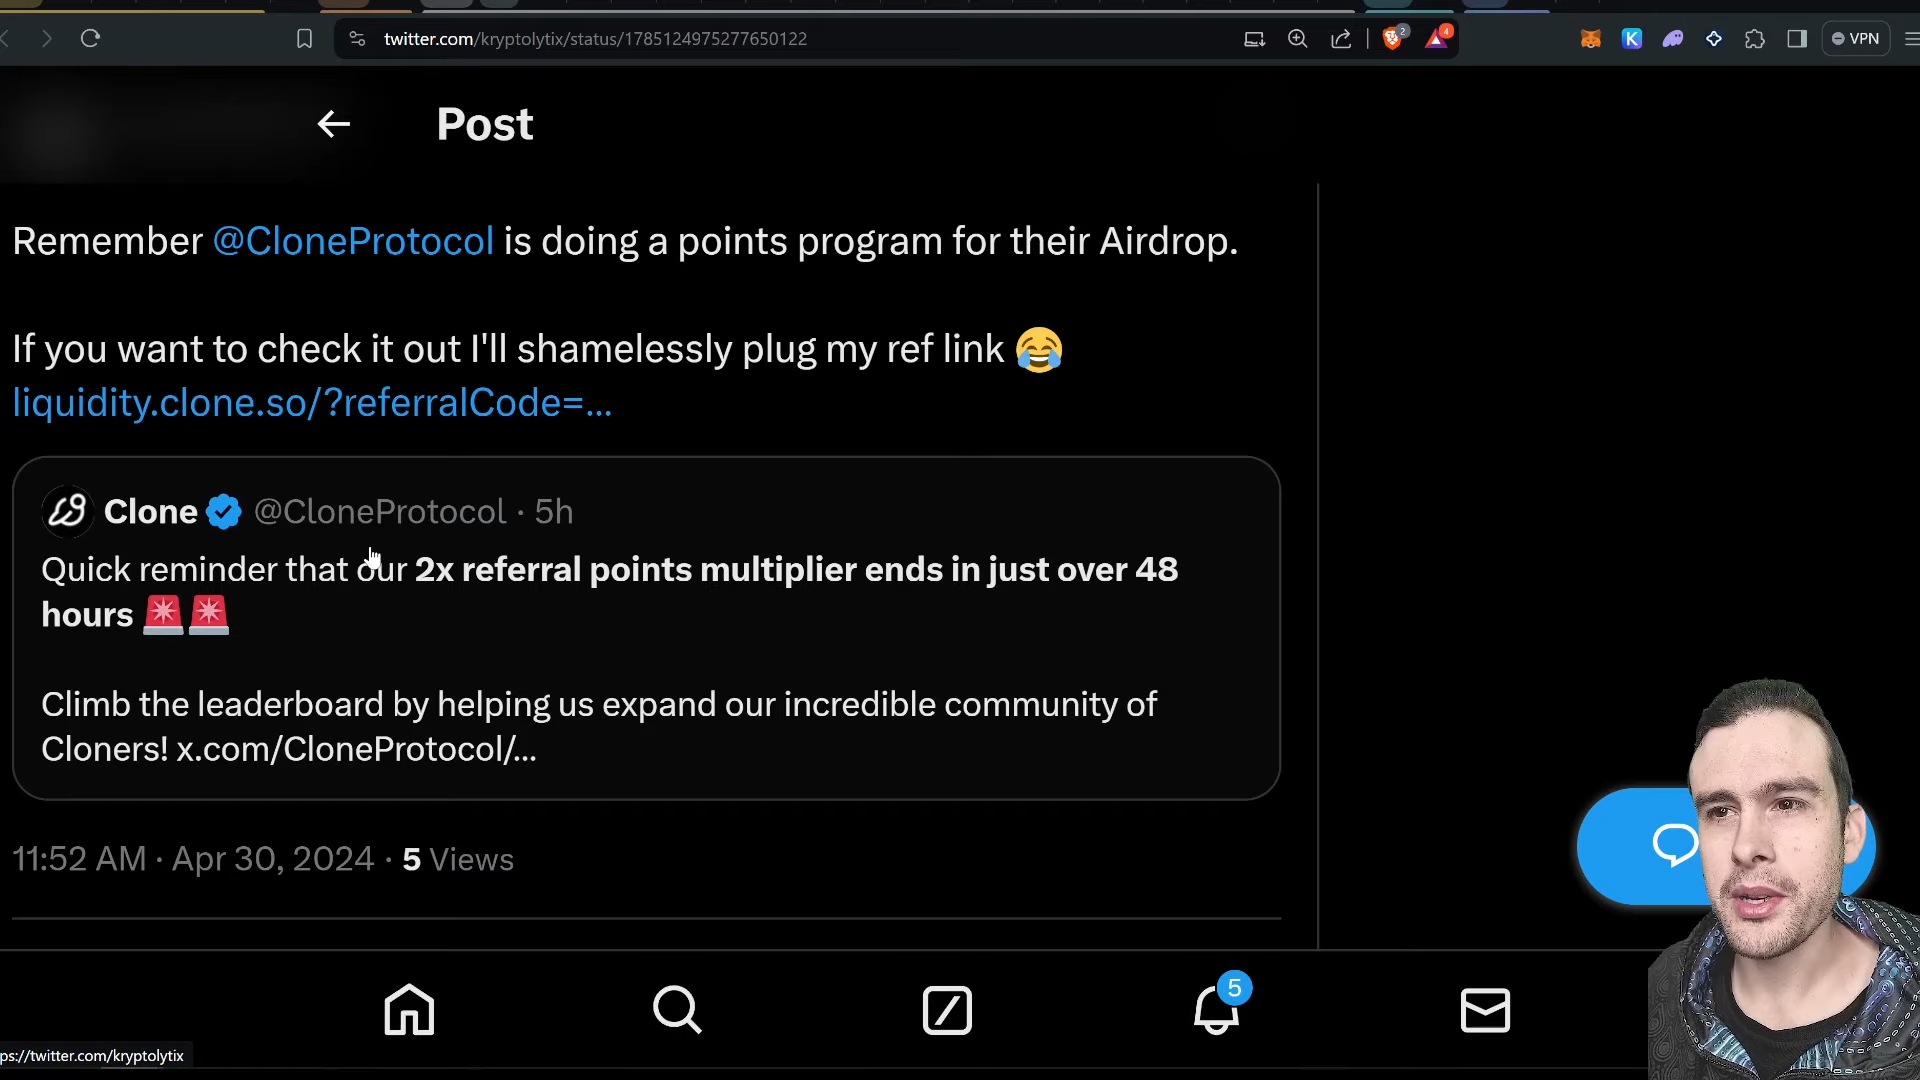 twitter.com/kryptolytix/status/1785124975277650122
2
4
K
VPN
Post
Remember @CloneProtocol is doing a points program for their Airdrop.
If you want to check it out I'll shamelessly plug my ref link 😂
liquidity.clone.so/?referralCode=...
Clone @CloneProtocol · 5h
Quick reminder that our 2x referral points multiplier ends in just over 48
hours 🚨🚨
Climb the leaderboard by helping us expand our incredible community of
Cloners! x.com/CloneProtocol/...
11:52 AM · Apr 30, 2024 · 5 Views
5
ps://twitter.com/kryptolytix